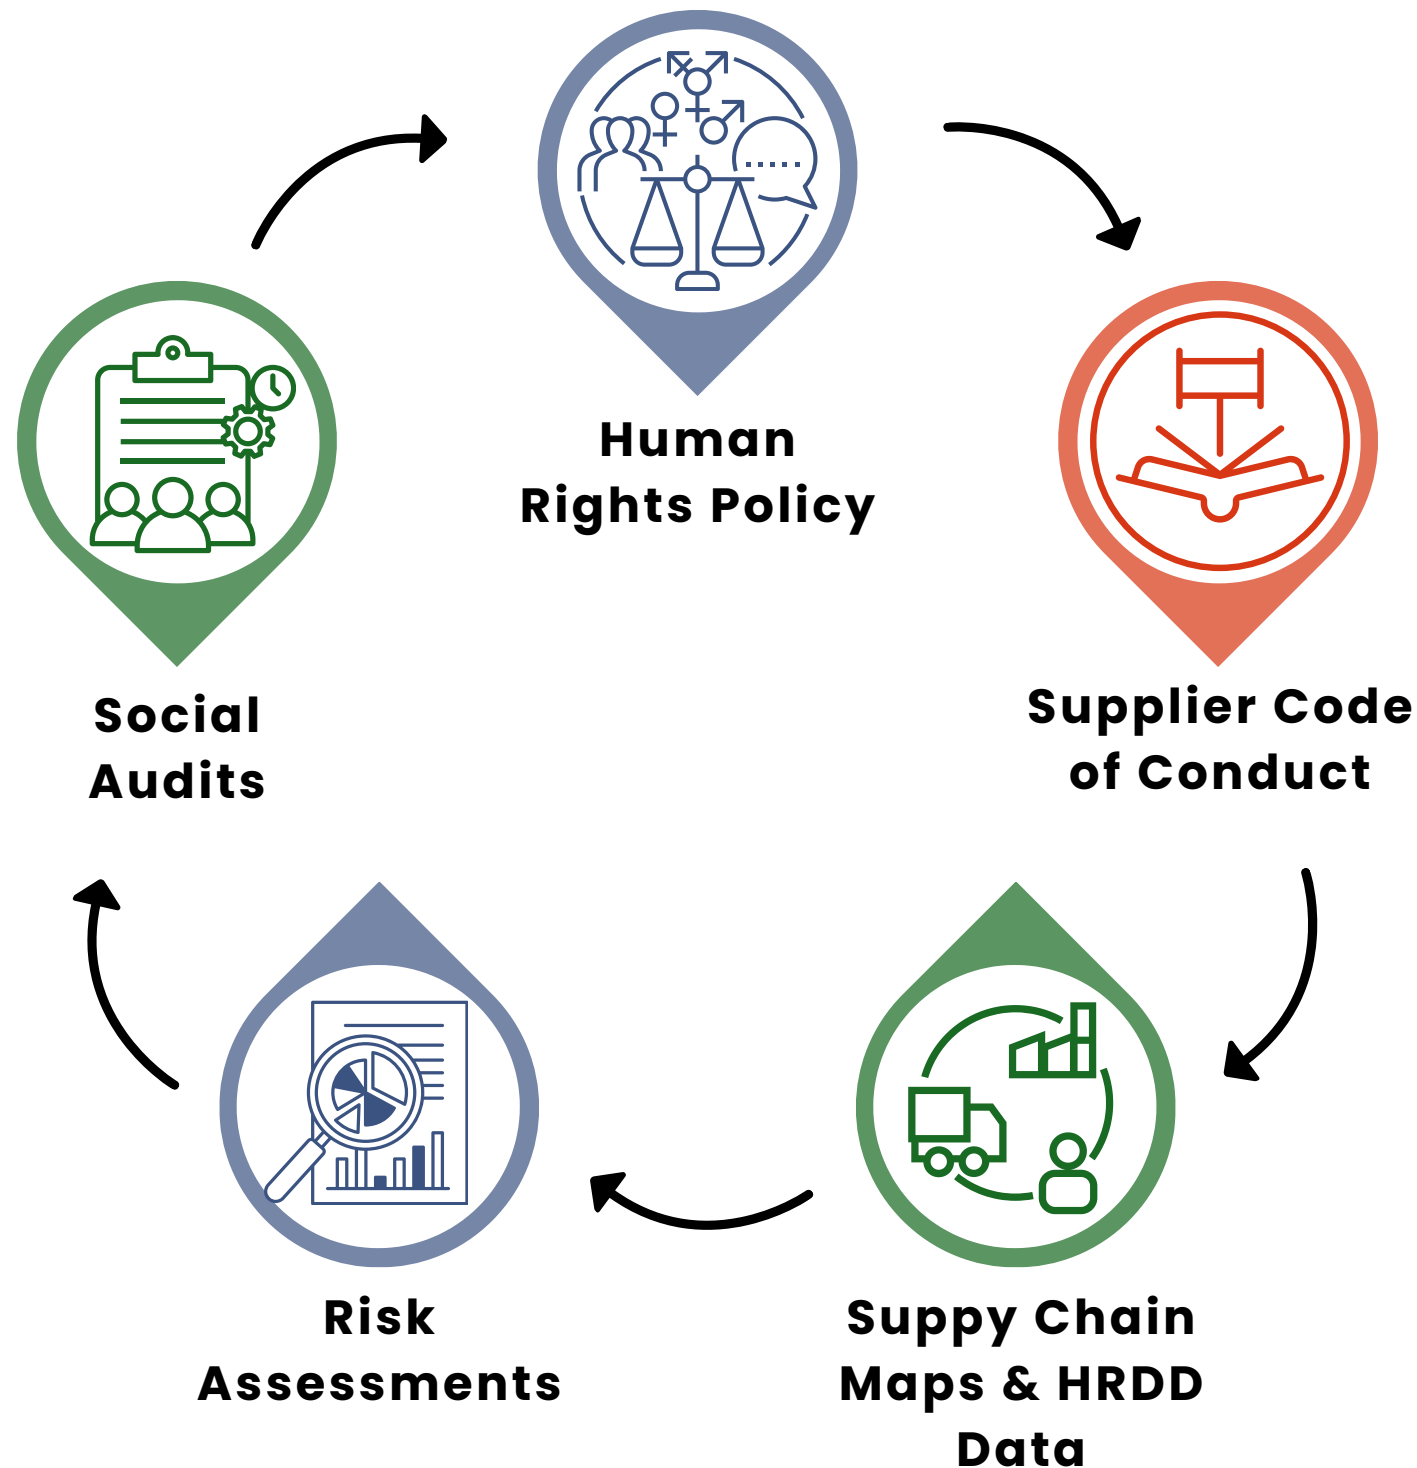 Human
Rights Policy
Supplier Code
of Conduct
Suppy Chain
Maps & HRDD
Data
Risk
Assessments
Social
Audits